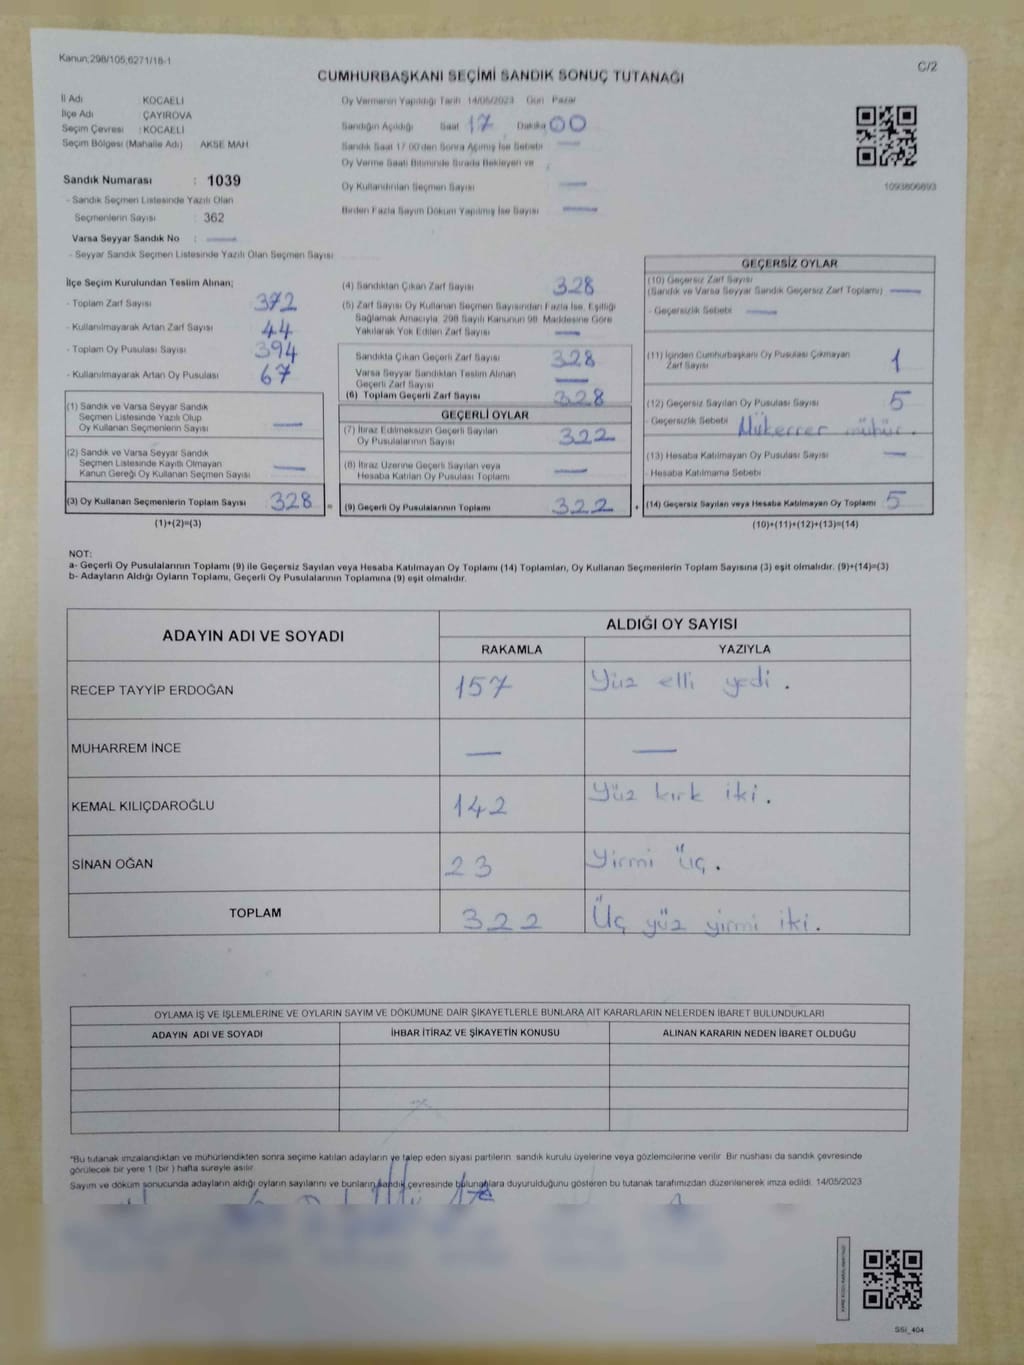 Kanun:298/105,6271/18-1
C/2
CUMHURBAŞKANI SEÇİMİ SANDIK SONUÇ TUTANAĞI
İl Adı KOCAELİ
İlçe Adı ÇAYIROVA
Seçim Çevresi : KOCAELİ
Seçim Bölgesi (Mahalle Adı) AKSE MAH
Sandık Numarası : 1039
- Sandık Seçmen Listesinde Yazılı Olan
Seçmenlerin Sayısı 362
Varsa Seyyar Sandık No : —
- Seyyar Sandık Seçmen Listesinde Yazılı Olan Seçmen Sayısı
Oy Vermenin Yapıldığı Tarih 14/05/2023 Gün Pazar
Sandığın Açıldığı Saat 17 Dakika 00
Sandık Saat 17:00'den Sonra Açılmış İse Sebebi —
Oy Verme Saati Bitiminde Sırada Bekleyen ve
Oy Kullandırılan Seçmen Sayısı —
Birden Fazla Sayım Döküm Yapılmış İse Sayısı —
1093806693
İlçe Seçim Kurulundan Teslim Alınan;
- Toplam Zarf Sayısı 372
- Kullanılmayarak Artan Zarf Sayısı 44
- Toplam Oy Pusulası Sayısı 394
- Kullanılmayarak Artan Oy Pusulası 67
(1) Sandık ve Varsa Seyyar Sandık
Seçmen Listesinde Yazılı Olup
Oy Kullanan Seçmenlerin Sayısı —
(2) Sandık ve Varsa Seyyar Sandık
Seçmen Listesinde Kayıtlı Olmayan
Kanun Gereği Oy Kullanan Seçmen Sayısı —
(3) Oy Kullanan Seçmenlerin Toplam Sayısı 328 =
(1)+(2)=(3)
(4) Sandıktan Çıkan Zarf Sayısı 328
(5) Zarf Sayısı Oy Kullanan Seçmen Sayısından Fazla İse, Eşitliği
Sağlamak Amacıyla, 298 Sayılı Kanunun 98. Maddesine Göre
Yakılarak Yok Edilen Zarf Sayısı —
Sandıkta Çıkan Geçerli Zarf Sayısı 328
Varsa Seyyar Sandıktan Teslim Alınan
Geçerli Zarf Sayısı —
(6) Toplam Geçerli Zarf Sayısı 328
GEÇERLİ OYLAR
(7) İtiraz Edilmeksizin Geçerli Sayılan
Oy Pusulalarının Sayısı 322
(8) İtiraz Üzerine Geçerli Sayılan veya
Hesaba Katılan Oy Pusulası Toplamı —
(9) Geçerli Oy Pusulalarının Toplamı 322 +
GEÇERSİZ OYLAR
(10) Geçersiz Zarf Sayısı
(Sandık ve Varsa Seyyar Sandık Geçersiz Zarf Toplamı) —
- Geçersizlik Sebebi —
(11) İçinden Cumhurbaşkanı Oy Pusulası Çıkmayan
Zarf Sayısı 1
(12) Geçersiz Sayılan Oy Pusulası Sayısı 5
- Geçersizlik Sebebi Mükerrer mühür.
(13) Hesaba Katılmayan Oy Pusulası Sayısı —
Hesaba Katılmama Sebebi
(14) Geçersiz Sayılan veya Hesaba Katılmayan Oy Toplamı 5
(10)+(11)+(12)+(13)=(14)
NOT:
a- Geçerli Oy Pusulalarının Toplamı (9) ile Geçersiz Sayılan veya Hesaba Katılmayan Oy Toplamı (14) Toplamları, Oy Kullanan Seçmenlerin Toplam Sayısına (3) eşit olmalıdır. (9)+(14)=(3)
b- Adayların Aldığı Oyların Toplamı, Geçerli Oy Pusulalarının Toplamına (9) eşit olmalıdır.
ADAYIN ADI VE SOYADI ALDIĞI OY SAYISI
RAKAMLA YAZIYLA
RECEP TAYYİP ERDOĞAN 157 Yüz elli yedi .
MUHARREM İNCE — —
KEMAL KILIÇDAROĞLU 142 Yüz kırk iki .
SİNAN OĞAN 23 Yirmi üç .
TOPLAM 322 Üç yüz yirmi iki .
OYLAMA İŞ VE İŞLEMLERİNE VE OYLARIN SAYIM VE DÖKÜMÜNE DAİR ŞİKAYETLERLE BUNLARA AİT KARARLARIN NELERDEN İBARET BULUNDUKLARI
ADAYIN ADI VE SOYADI İHBAR İTİRAZ VE ŞİKAYETİN KONUSU ALINAN KARARIN NEDEN İBARET OLDUĞU
*Bu tutanak imzalandıktan ve mühürlendikten sonra seçime katılan adayların ve talep eden siyasi partilerin sandık kurulu üyelerine veya gözlemcilerine verilir. Bir nüshası da sandık çevresinde
görülecek bir yere 1 (bir) hafta süreyle asılır.
Sayım ve döküm sonucunda adayların aldığı oyların sayılarını ve bunların sandık çevresinde bulunanlara duyurulduğunu gösteren bu tutanak tarafımızdan düzenlenerek imza edildi. 14/05/2023
SSI_404